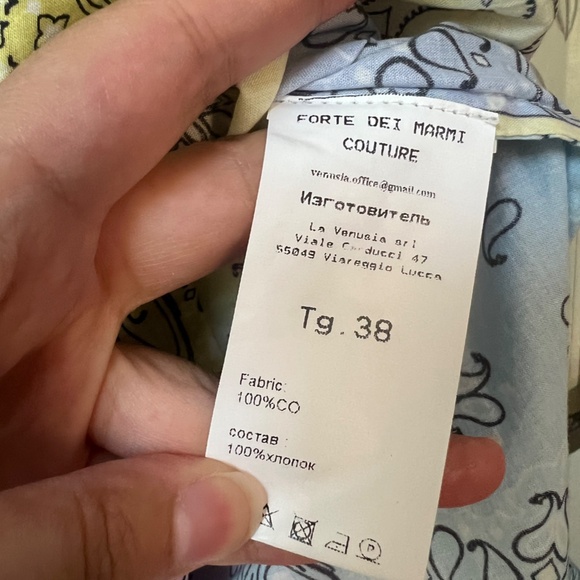 FORTE DEI MARMI
COUTURE
venusia.office@gmail.com
Изготовитель
La Venusia srl
Viale Carducci 47
55049 Viareggio Lucca
Tg.38
Fabric:
100%CO
состав :
100%хлопок
P